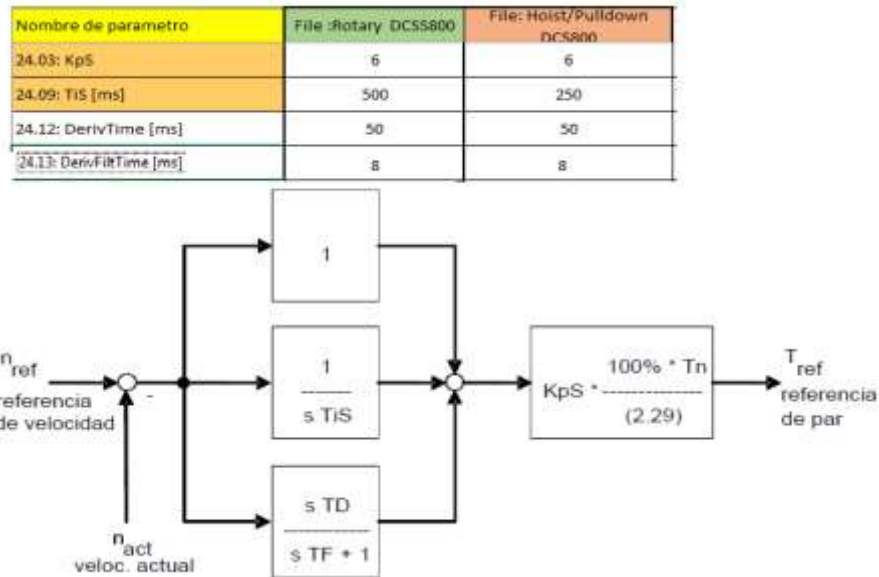 Nombre de parametro File :Rotary DCSS800 File: Hoist/Pulldown DCS800
24.03: KpS 6 6
24.09: TiS [ms] 500 250
24.12: DerivTime [ms] 50 50
24.13: DerivFiltTime [ms] 8 8
1
n ref
referencia
de velocidad
-
1
s TiS
KpS * 100% * Tn
(2.29)
T ref
referencia
de par
s TD
s TF + 1
n act
veloc. actual